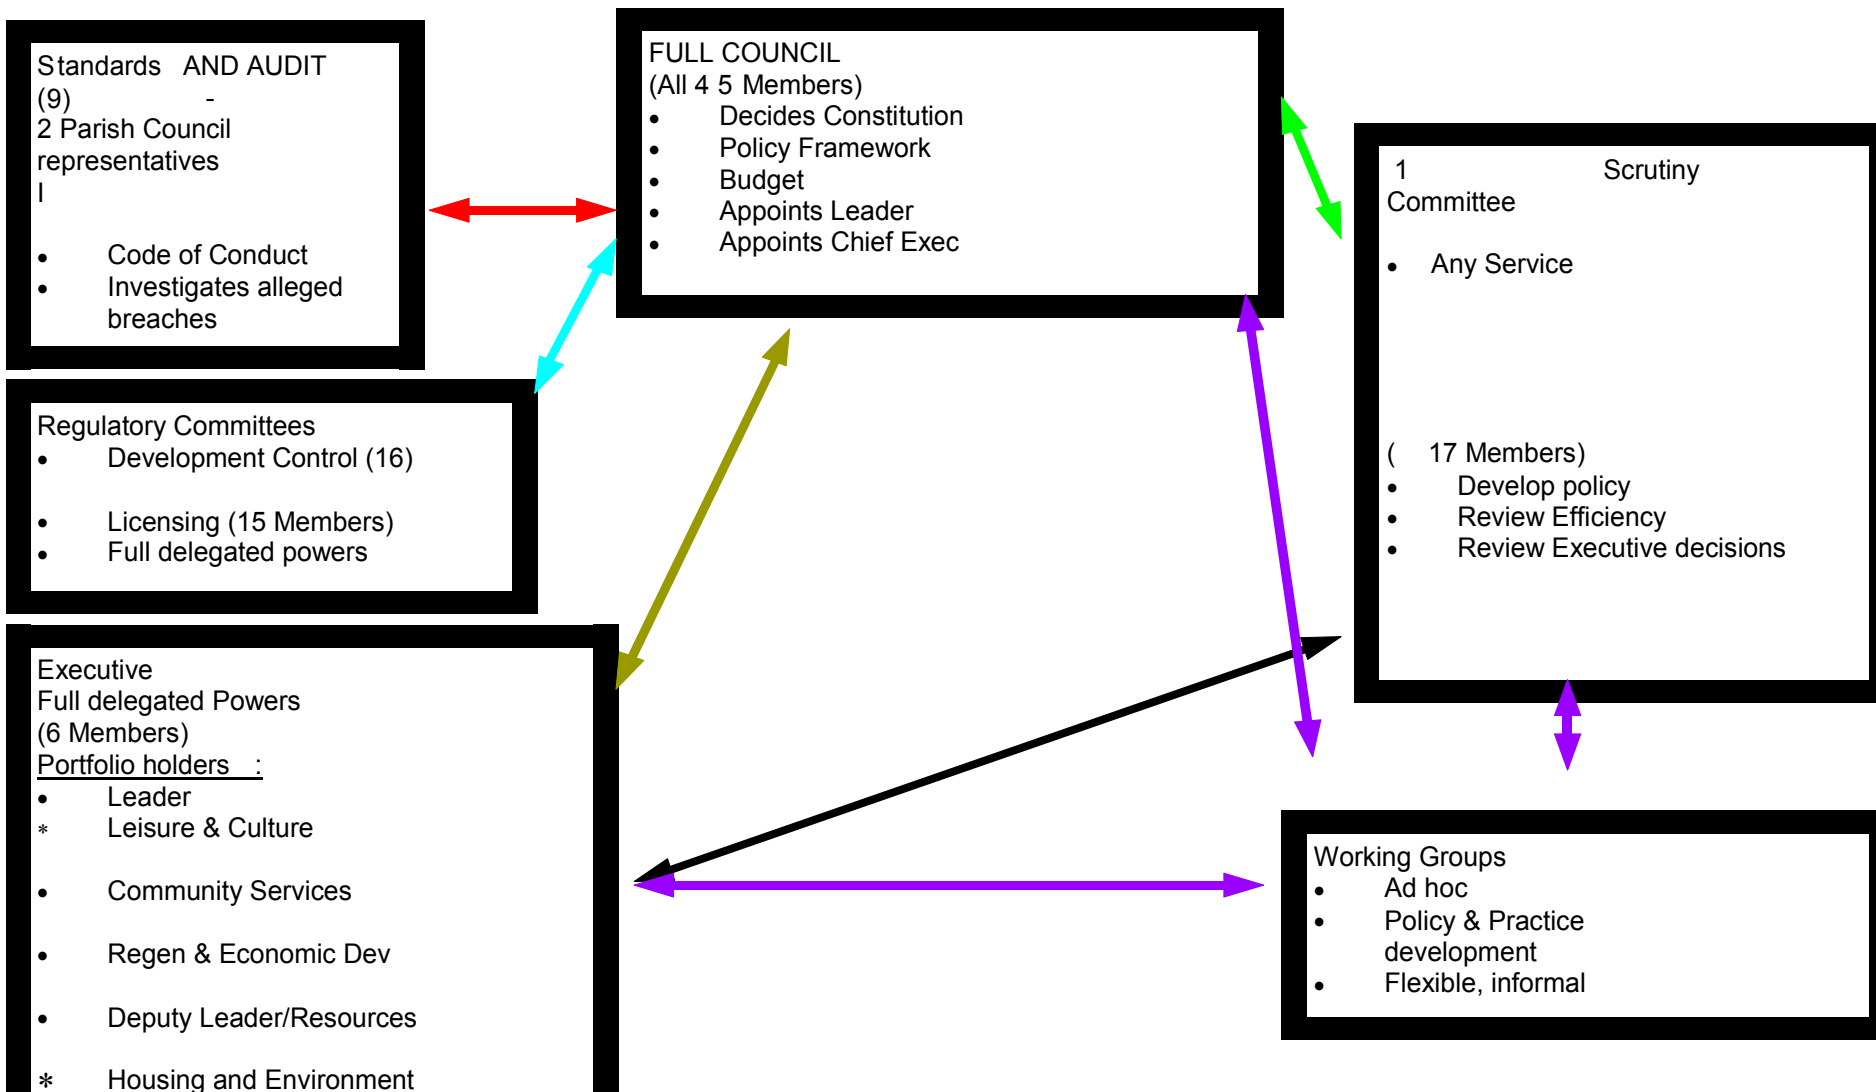 Standards AND AUDIT
(9) -
2 Parish Council
representatives
l
• Code of Conduct
• Investigates alleged
breaches
FULL COUNCIL
(All 4 5 Members)
• Decides Constitution
• Policy Framework
• Budget
• Appoints Leader
• Appoints Chief Exec
1 Scrutiny
Committee
• Any Service
( 17 Members)
• Develop policy
• Review Efficiency
• Review Executive decisions
Regulatory Committees
• Development Control (16)
• Licensing (15 Members)
• Full delegated powers
Executive
Full delegated Powers
(6 Members)
Portfolio holders :
• Leader
* Leisure & Culture
• Community Services
• Regen & Economic Dev
• Deputy Leader/Resources
* Housing and Environment
Working Groups
• Ad hoc
• Policy & Practice
development
• Flexible, informal